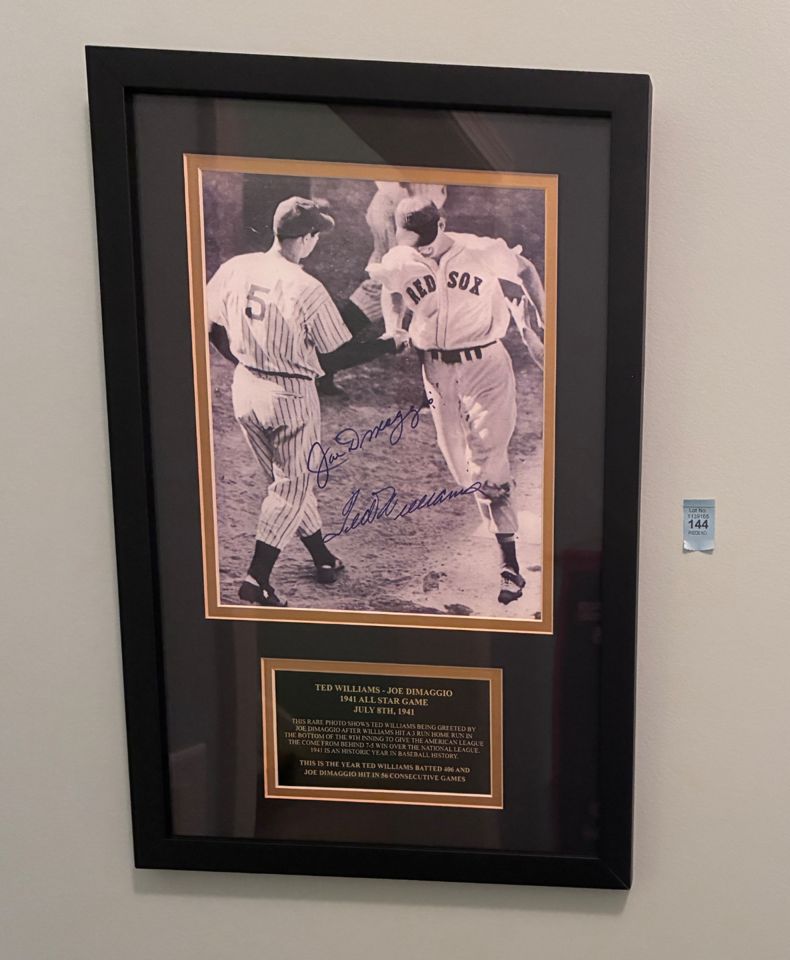 5
RED SOX
Joe DiMaggio
Ted Williams
Lot No
144
TED WILLIAMS - JOE DIMAGGIO
1941 ALL STAR GAME
JULY 8TH, 1941
THIS RARE PHOTO SHOWS TED WILLIAMS BEING GREETED BY
JOE DIMAGGIO AFTER WILLIAMS HIT A 3 RUN HOME RUN IN
THE BOTTOM OF THE 9TH INNING TO GIVE THE AMERICAN LEAGUE
THE COME FROM BEHIND 7-5 WIN OVER THE NATIONAL LEAGUE.
1941 IS AN HISTORIC YEAR IN BASEBALL HISTORY.
THIS IS THE YEAR TED WILLIAMS BATTED 406 AND
JOE DIMAGGIO HIT IN 56 CONSECUTIVE GAMES